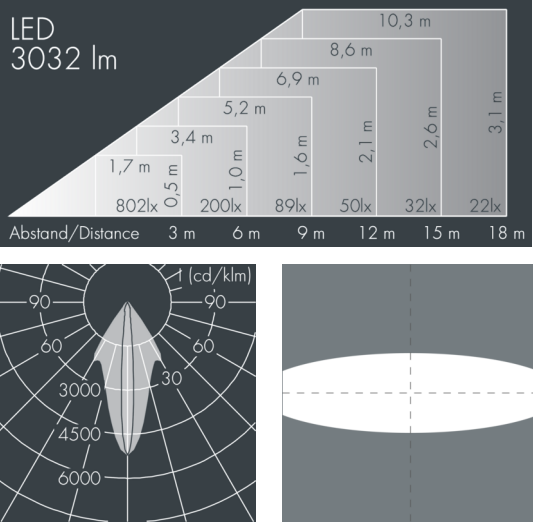 LED
3032 lm
10,3 m
8,6 m
6,9 m
5,2 m
3,4 m
1,7 m
0,5 m
1,0 m
1,6 m
2,1 m
2,6 m
3,1 m
802lx 200lx 89lx 50lx 32lx 22lx
Abstand/Distance 3 m 6 m 9 m 12 m 15 m 18 m
I (cd/klm)
90 90
60 60
30
3000
4500
6000